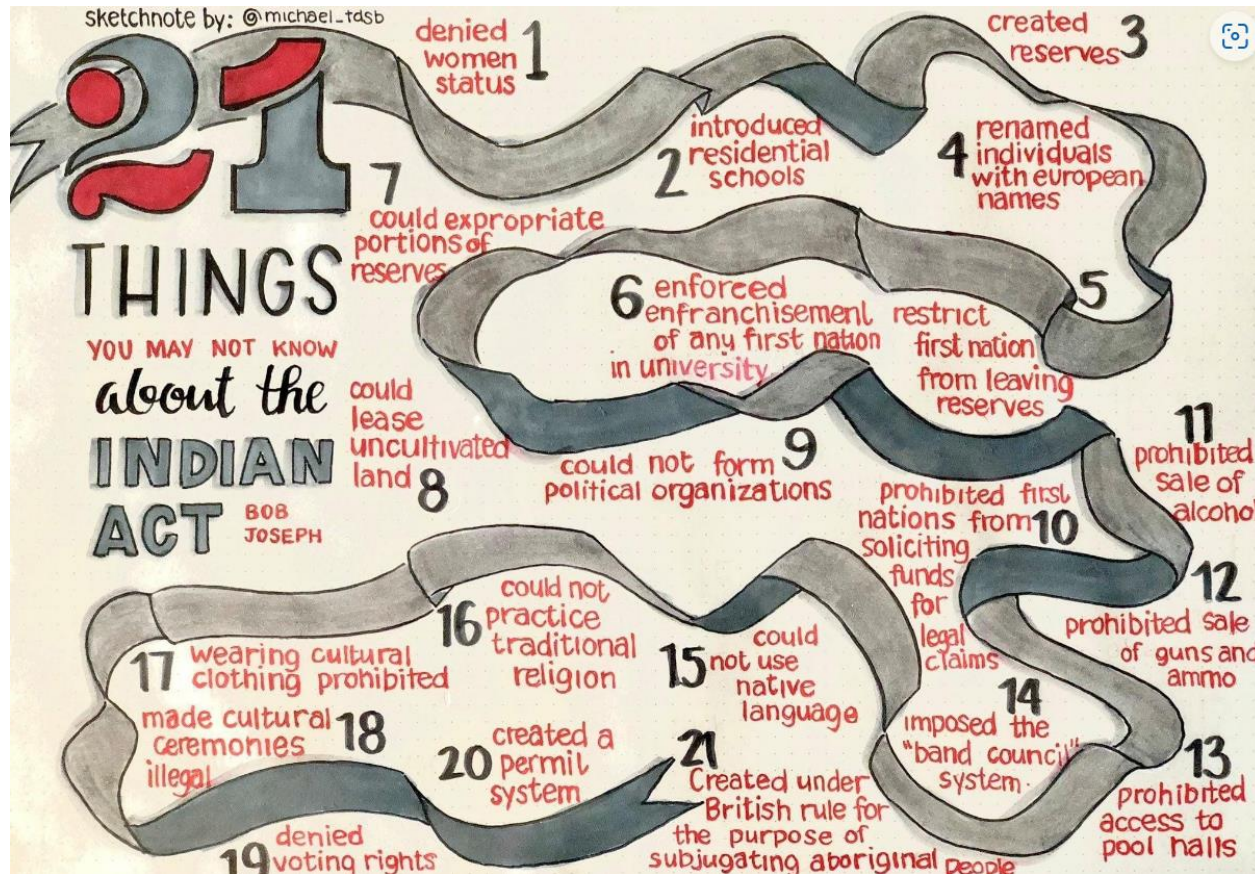 sketchnote by: @michael_tdsb
21
THINGS
YOU MAY NOT KNOW
about the
INDIAN
ACT
BOB
JOSEPH
denied
women
status
1
introduced
2 residential
schools
created
reserves 3
4 renamed
individuals
with european
names
5
restrict
first nation
from leaving
reserves
6 enforced
enfranchisement
of any first nation
in university
7
could expropriate
portions of
reserves
could
lease
uncultivated
land 8
could not form 9
political organizations
prohibited first
nations from 10
soliciting
funds
for
legal
claims
11
prohibited
sale of
alcohol
12
prohibited sale
of guns and
ammo
13
prohibited
access to
pool halls
14
imposed the
"band council"
system.
could
15 not use
native
language
could not
16 practice
traditional
religion
17 wearing cultural
clothing prohibited
made cultural 18
ceremonies
illegal
denied
19 voting rights
created a
20 permil
system
21
Created under
British rule for
the purpose of
subjugating aboriginal people